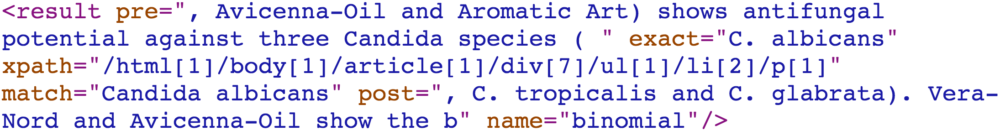 <result pre=", Avicenna-Oil and Aromatic Art) shows antifungal
potential against three Candida species ( " exact="C. albicans"
xpath="/html[1]/body[1]/article[1]/div[7]/ul[1]/li[2]/p[1]"
match="Candida albicans" post=", C. tropicalis and C. glabrata). Vera-
Nord and Avicenna-Oil show the b" name="binomial"/>